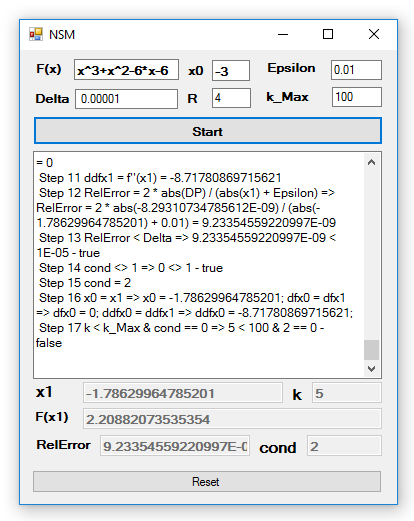 NSM
F(x) x^3+x^2-6*x-6 x0 -3 Epsilon 0.01
Delta 0.00001 R 4 k_Max 100
Start
= 0
Step 11 ddfx1 = f''(x1) = -8.71780869715621
Step 12 RelError = 2 * abs(DP) / (abs(x1) + Epsilon) =>
RelError = 2 * abs(-8.29310734785612E-09) / (abs(-
1.78629964785201) + 0.01) = 9.23354559220997E-09
Step 13 RelError < Delta => 9.23354559220997E-09 <
1E-05 - true
Step 14 cond <> 1 => 0 <> 1 - true
Step 15 cond = 2
Step 16 x0 = x1 => x0 = -1.78629964785201; dfx0 = dfx1
=> dfx0 = 0; ddfx0 = ddfx1 => ddfx0 = -8.71780869715621;
Step 17 k < k_Max & cond == 0 => 5 < 100 & 2 == 0 -
false
x1 -1.78629964785201 k 5
F(x1) 2.20882073535354
RelError 9.23354559220997E-0 cond 2
Reset